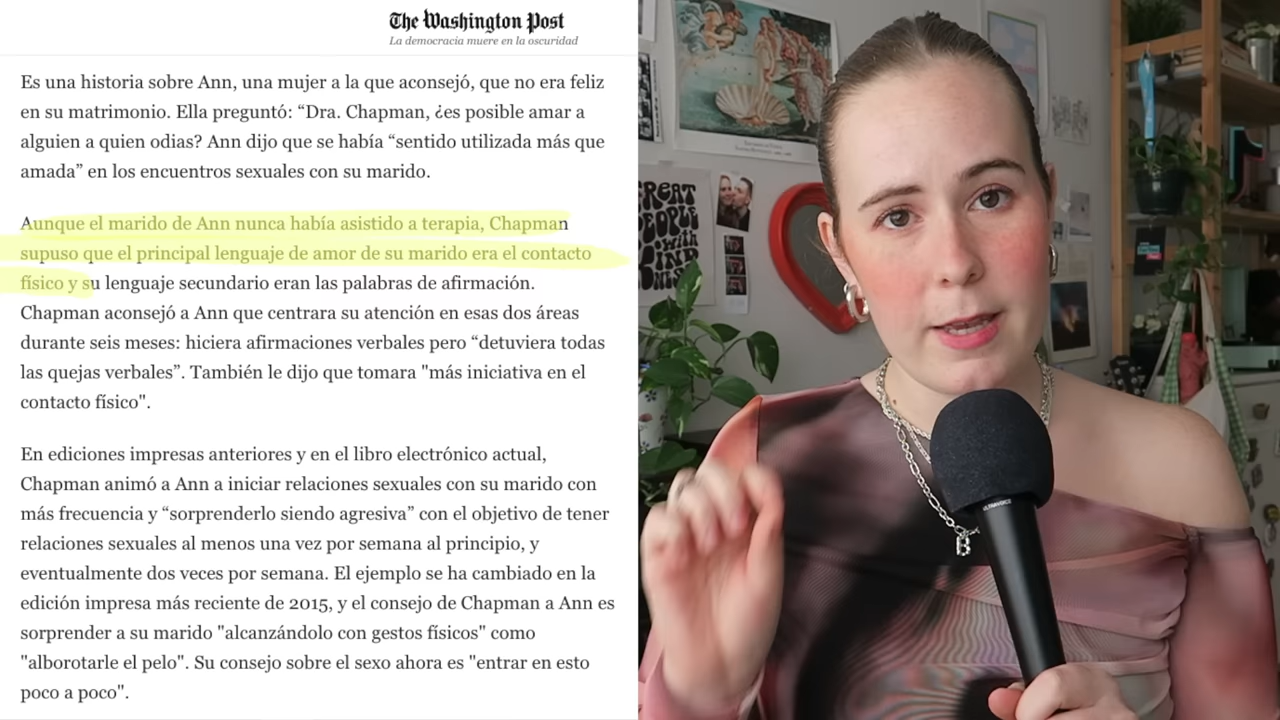 The Washington Post
La democracia muere en la oscuridad
Es una historia sobre Ann, una mujer a la que aconsejó, que no era feliz
en su matrimonio. Ella preguntó: “Dra. Chapman, ¿es posible amar a
alguien a quien odias? Ann dijo que se había “sentido utilizada más que
amada” en los encuentros sexuales con su marido.
Aunque el marido de Ann nunca había asistido a terapia, Chapman
supuso que el principal lenguaje de amor de su marido era el contacto
físico y su lenguaje secundario eran las palabras de afirmación.
Chapman aconsejó a Ann que centrara su atención en esas dos áreas
durante seis meses: hiciera afirmaciones verbales pero “detuviera todas
las quejas verbales”. También le dijo que tomara "más iniciativa en el
contacto físico".
En ediciones impresas anteriores y en el libro electrónico actual,
Chapman animó a Ann a iniciar relaciones sexuales con su marido con
más frecuencia y “sorprenderlo siendo agresiva” con el objetivo de tener
relaciones sexuales al menos una vez por semana al principio, y
eventualmente dos veces por semana. El ejemplo se ha cambiado en la
edición impresa más reciente de 2015, y el consejo de Chapman a Ann es
sorprender a su marido "alcanzándolo con gestos físicos" como
"alborotarle el pelo". Su consejo sobre el sexo ahora es "entrar en esto
poco a poco".
GREAT
PEOPLE
with
KIND
B